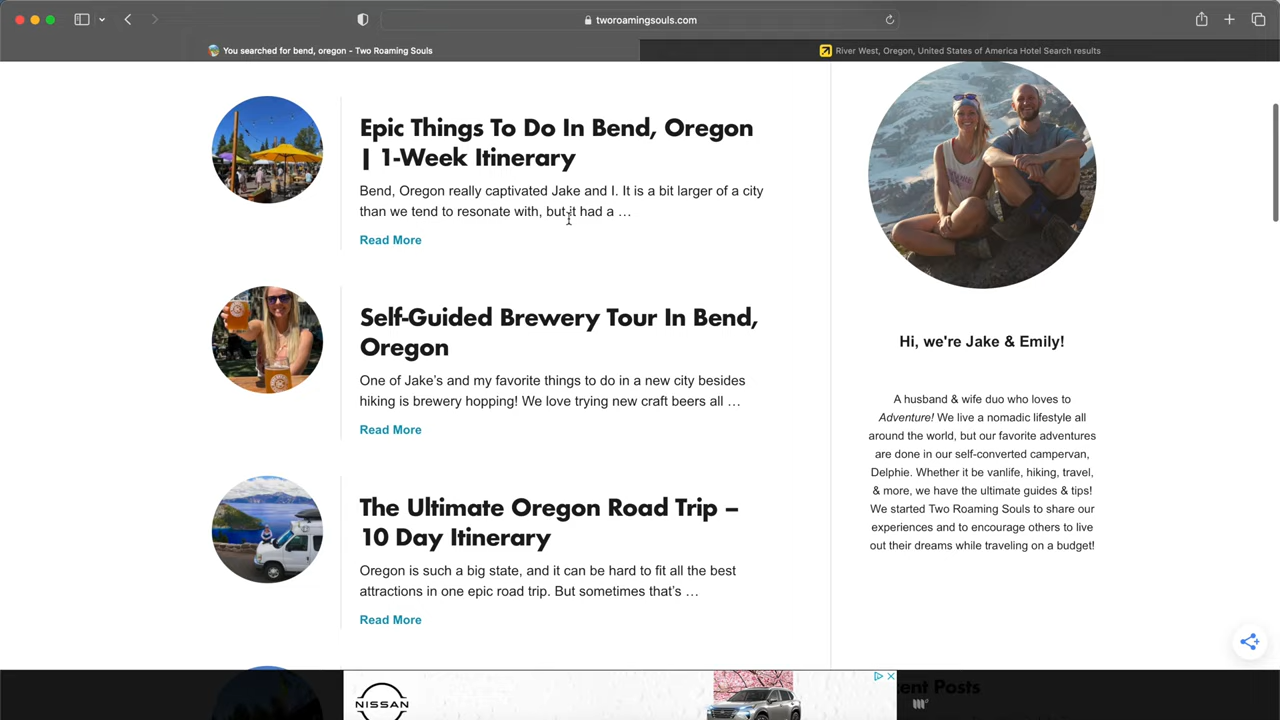 tworoamingsouls.com
You searched for bend, oregon - Two Roaming Souls
River West, Oregon, United States of America Hotel Search results
Epic Things To Do In Bend, Oregon
| 1-Week Itinerary
Bend, Oregon really captivated Jake and I. It is a bit larger of a city
than we tend to resonate with, but it had a …
Read More
Self-Guided Brewery Tour In Bend,
Oregon
One of Jake’s and my favorite things to do in a new city besides
hiking is brewery hopping! We love trying new craft beers all …
Read More
The Ultimate Oregon Road Trip –
10 Day Itinerary
Oregon is such a big state, and it can be hard to fit all the best
attractions in one epic road trip. But sometimes that’s …
Read More
Hi, we're Jake & Emily!
A husband & wife duo who loves to
Adventure! We live a nomadic lifestyle all
around the world, but our favorite adventures
are done in our self-converted campervan,
Delphie. Whether it be vanlife, hiking, travel,
& more, we have the ultimate guides & tips!
We started Two Roaming Souls to share our
experiences and to encourage others to live
out their dreams while traveling on a budget!
Posts
NISSAN